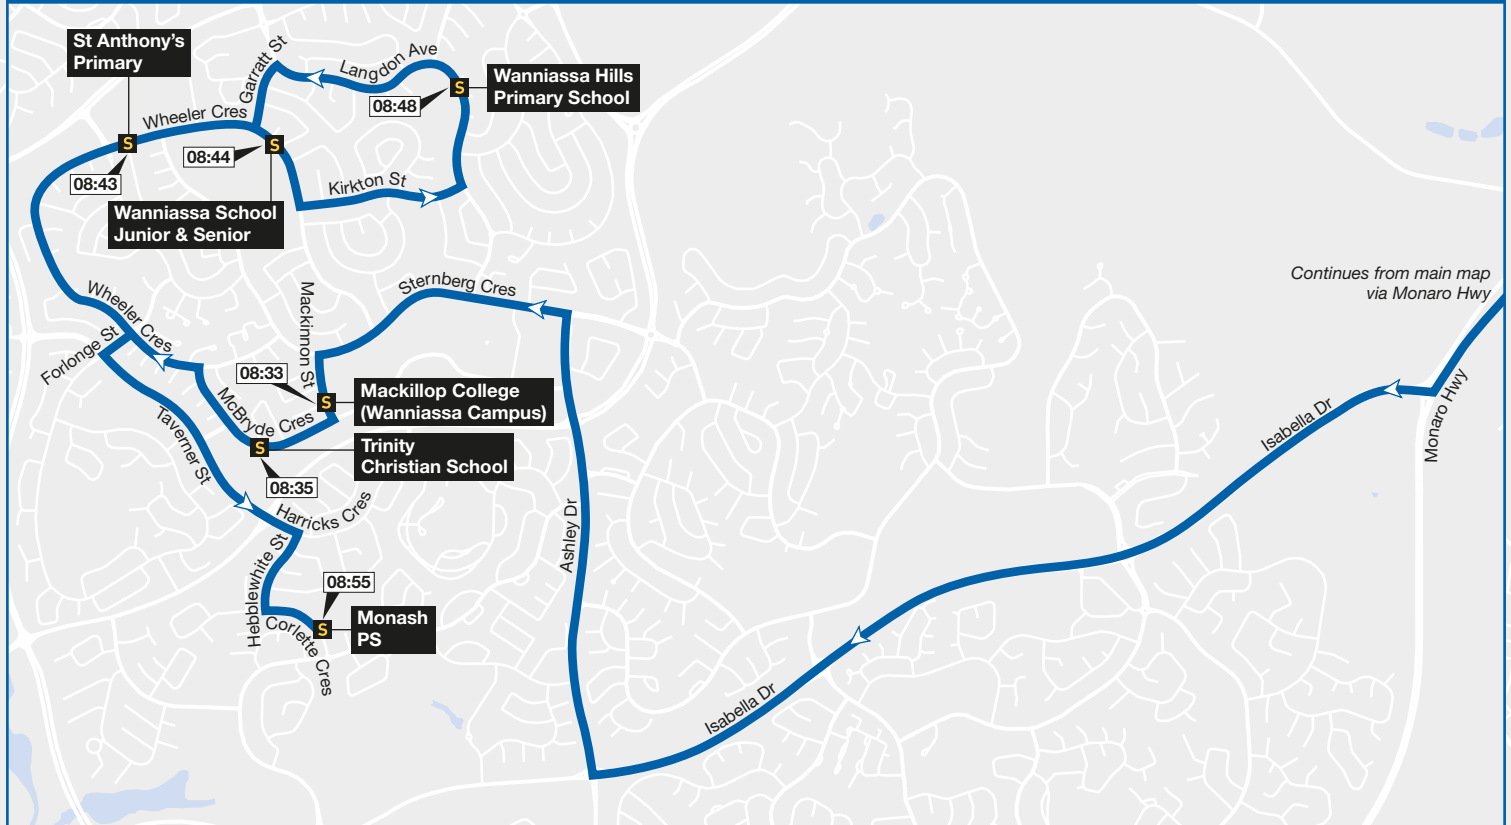 St Anthony's
Primary
Garratt St
Langdon Ave
Wanniassa Hills
Primary School
08:48
Wheeler Cres
S
S
S
08:44
08:43
Kirkton St
Wanniassa School
Junior & Senior
Continues from main map
via Monaro Hwy
Wheeler Cres
Mackinnon St
Sternberg Cres
Forlonge St
08:33
S
Mackillop College
(Wanniassa Campus)
McBryde Cres
Taverner St
S
Trinity
Christian School
08:35
Isabella Dr
Monaro Hwy
Harricks Cres
Ashley Dr
Hebblewhite St
08:55
S
Monash
PS
Corlette Cres
Isabella Dr